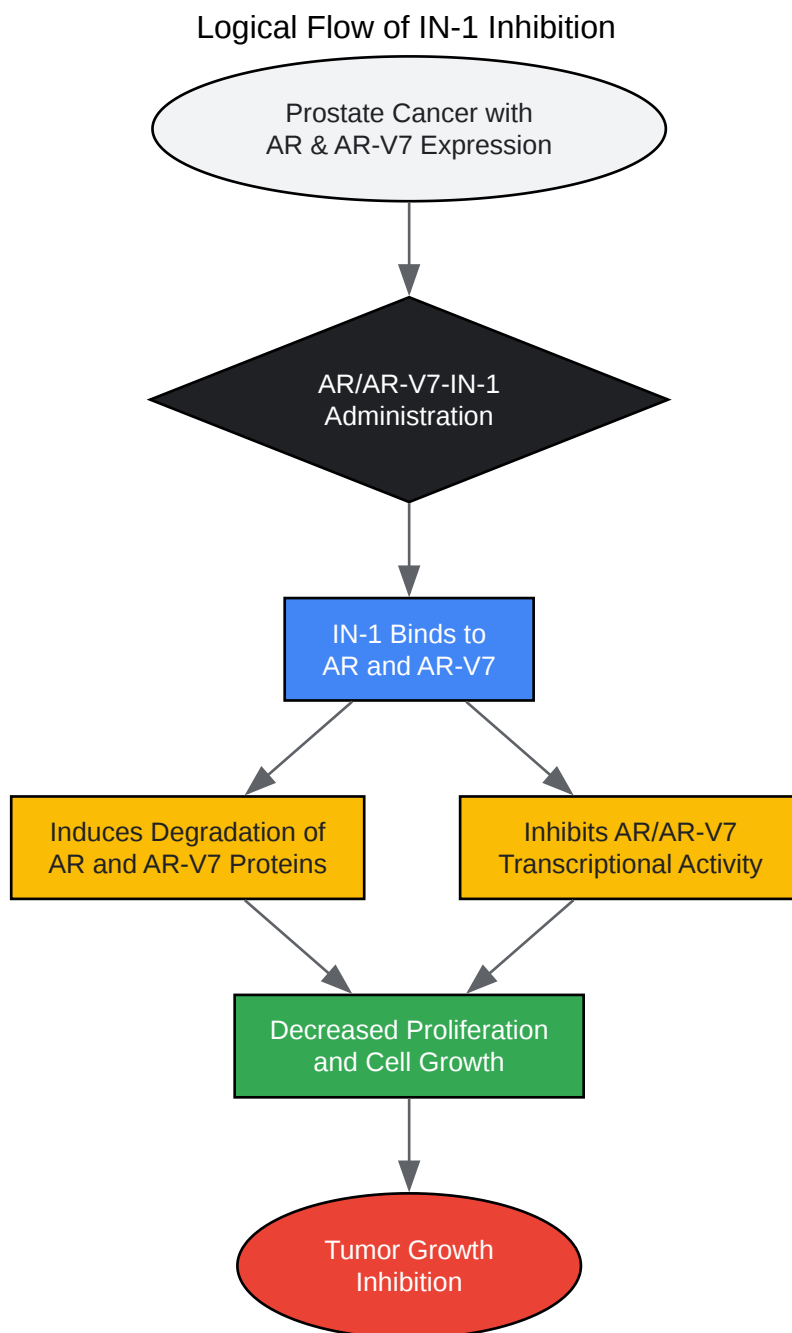 Logical Flow of IN-1 Inhibition
Prostate Cancer with
AR & AR-V7 Expression
AR/AR-V7-IN-1
Administration
IN-1 Binds to
AR and AR-V7
Induces Degradation of
AR and AR-V7 Proteins
Inhibits AR/AR-V7
Transcriptional Activity
Decreased Proliferation
and Cell Growth
Tumor Growth
Inhibition